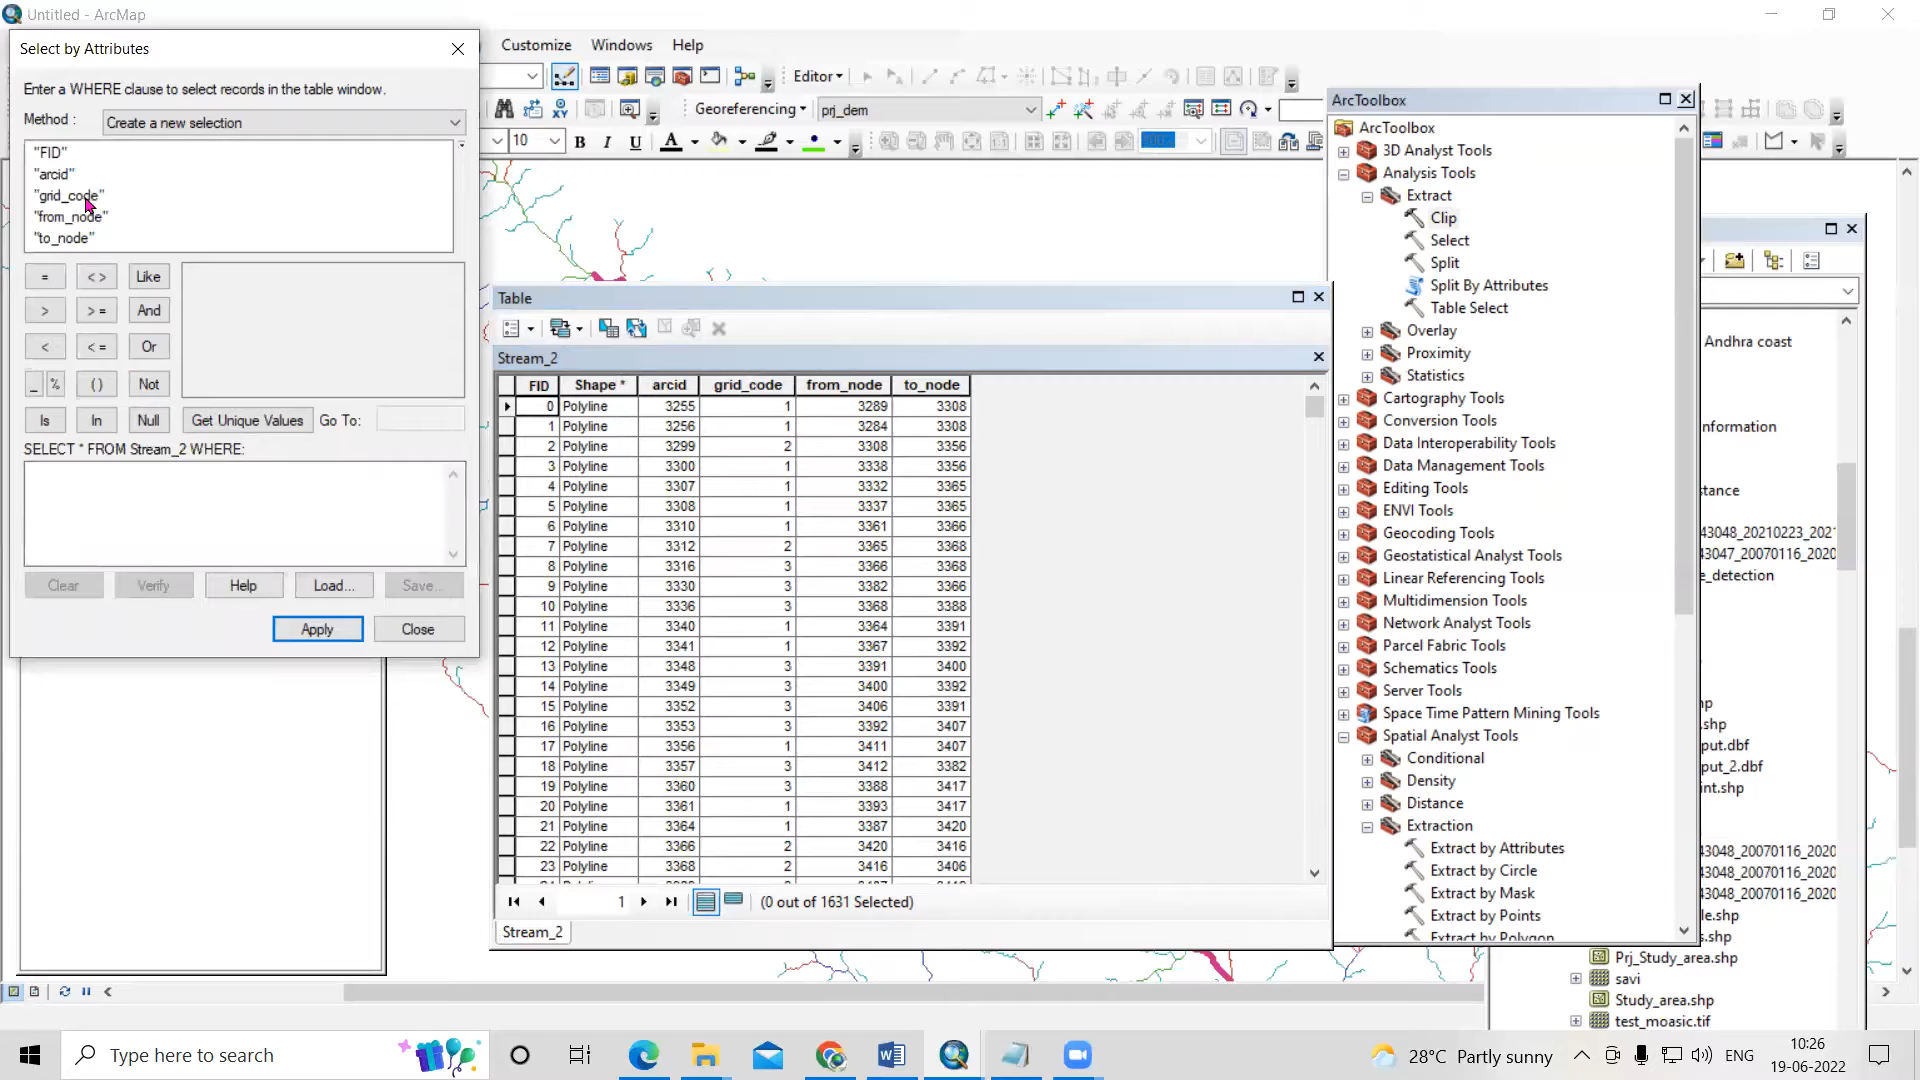 Untitled - ArcMap
Select by Attributes
Enter a WHERE clause to select records in the table window.
Method :
Create a new selection
"FID"
"arcid"
"grid_code"
"from_node"
"to_node"
= < > Like
> > = And
< < = Or
_ % ( ) Not
Is In Null Get Unique Values Go To:
SELECT * FROM Stream_2 WHERE:
Clear Verify Help Load... Save...
Apply Close
Customize Windows Help
Editor
Georeferencing prj_dem
10 B I U A
Table
Stream_2
FID Shape * arcid grid_code from_node to_node
0 Polyline 3255 1 3289 3308
1 Polyline 3256 1 3284 3308
2 Polyline 3299 2 3308 3356
3 Polyline 3300 1 3338 3356
4 Polyline 3307 1 3332 3365
5 Polyline 3308 1 3337 3365
6 Polyline 3310 1 3361 3366
7 Polyline 3312 2 3365 3368
8 Polyline 3316 3 3366 3368
9 Polyline 3330 3 3382 3366
10 Polyline 3336 3 3368 3388
11 Polyline 3340 1 3364 3391
12 Polyline 3341 1 3367 3392
13 Polyline 3348 3 3391 3400
14 Polyline 3349 3 3400 3392
15 Polyline 3352 3 3406 3391
16 Polyline 3353 3 3392 3407
17 Polyline 3356 1 3411 3407
18 Polyline 3357 3 3412 3382
19 Polyline 3360 3 3388 3417
20 Polyline 3361 1 3393 3417
21 Polyline 3364 1 3387 3420
22 Polyline 3366 2 3420 3416
23 Polyline 3368 2 3416 3406
1 (0 out of 1631 Selected)
Stream_2
ArcToolbox
ArcToolbox
3D Analyst Tools
Analysis Tools
Extract
Clip
Select
Split
Split By Attributes
Table Select
Overlay
Proximity
Statistics
Cartography Tools
Conversion Tools
Data Interoperability Tools
Data Management Tools
Editing Tools
ENVI Tools
Geocoding Tools
Geostatistical Analyst Tools
Linear Referencing Tools
Multidimension Tools
Network Analyst Tools
Parcel Fabric Tools
Schematics Tools
Server Tools
Space Time Pattern Mining Tools
Spatial Analyst Tools
Conditional
Density
Distance
Extraction
Extract by Attributes
Extract by Circle
Extract by Mask
Extract by Points
Extract by Polygon
Andhra coast
nformation
stance
43048_20210223_202
43047_20070116_2020
e_detection
np
.shp
put.dbf
put_2.dbf
int.shp
43048_20070116_2020
43048_20070116_2020
43048_20070116_2020
le.shp
s.shp
Prj_Study_area.shp
savi
Study_area.shp
test_moasic.tif
Type here to search
28°C Partly sunny
ENG
10:26
19-06-2022